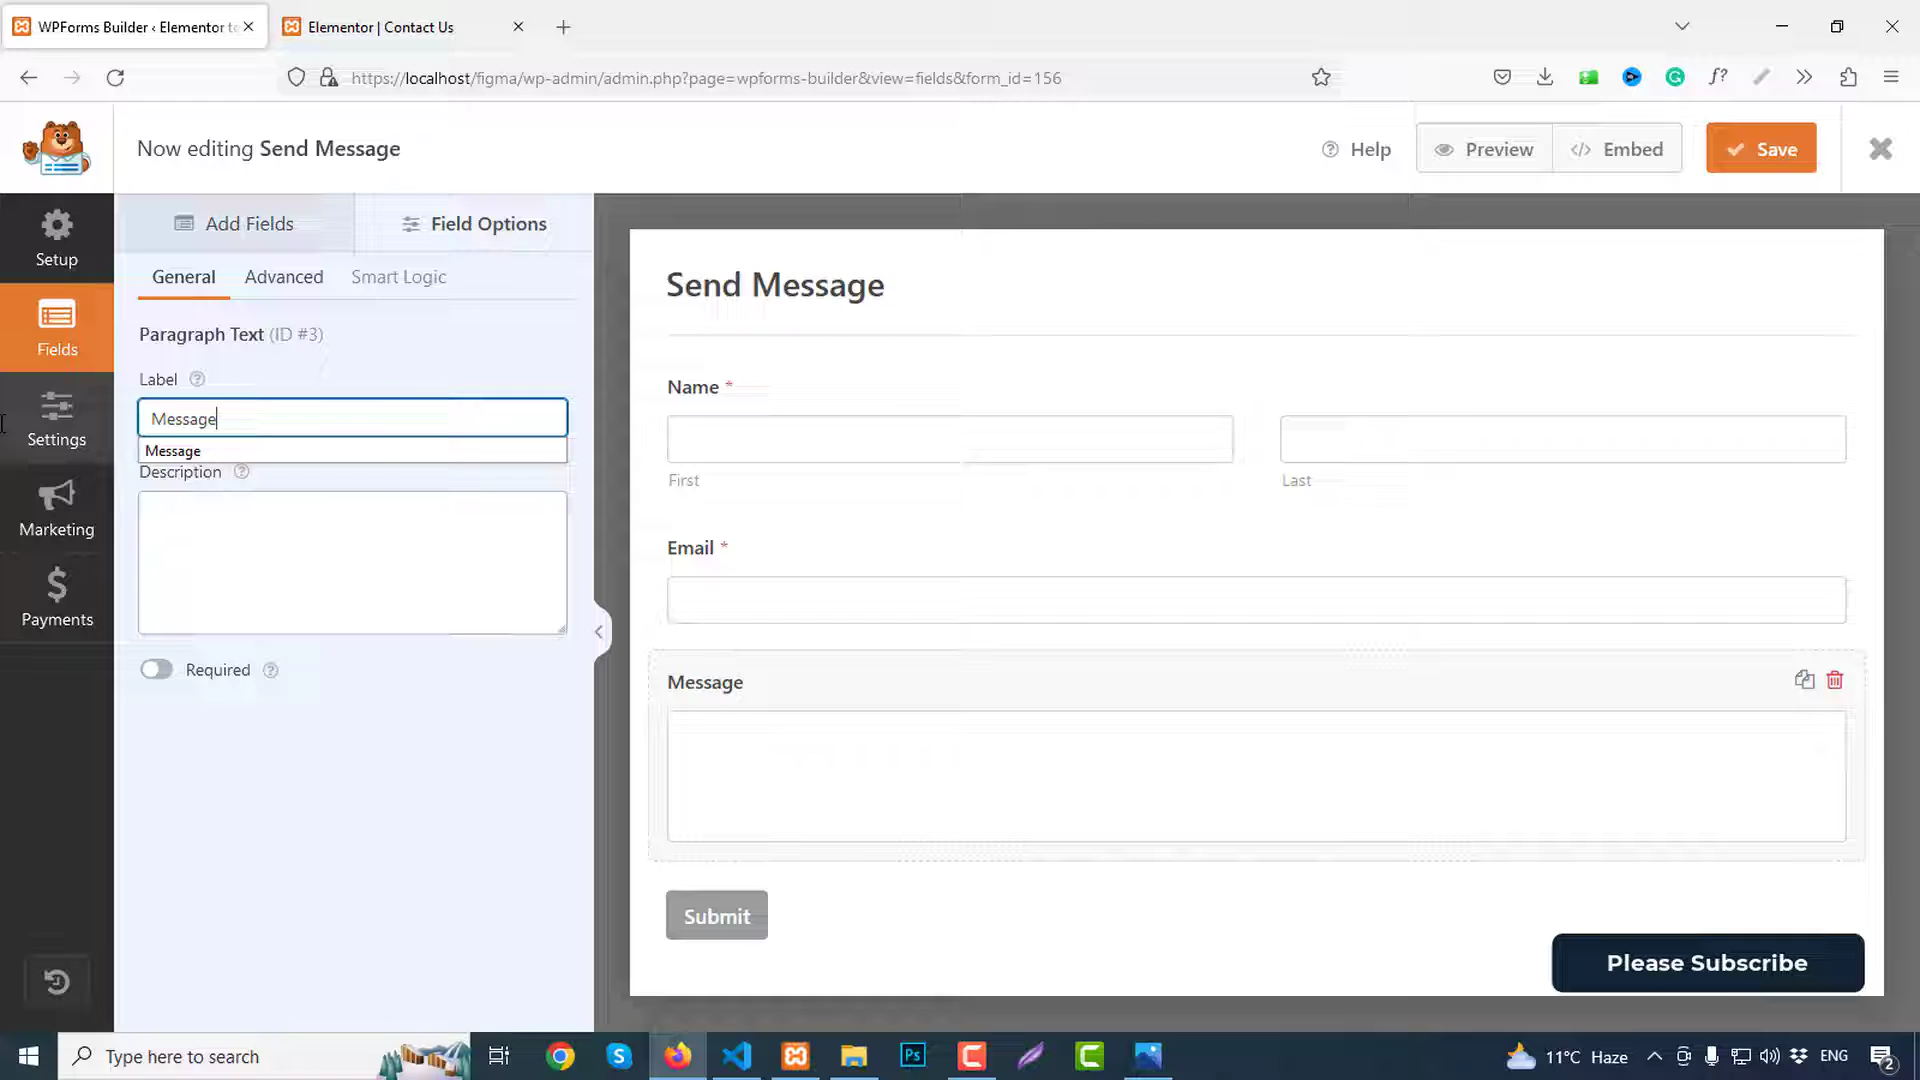 WPForms Builder ‹ Elementor te
Elementor | Contact Us
https://localhost/figma/wp-admin/admin.php?page=wpforms-builder&view=fields&form_id=156
Now editing Send Message
Help
Preview
Embed
Save
Setup
Fields
Settings
Marketing
Payments
Add Fields
Field Options
General
Advanced
Smart Logic
Paragraph Text (ID #3)
Label
Message
Message
Description
Required
Send Message
Name *
First
Last
Email *
Message
Submit
Please Subscribe
Type here to search
11°C Haze
ENG
2